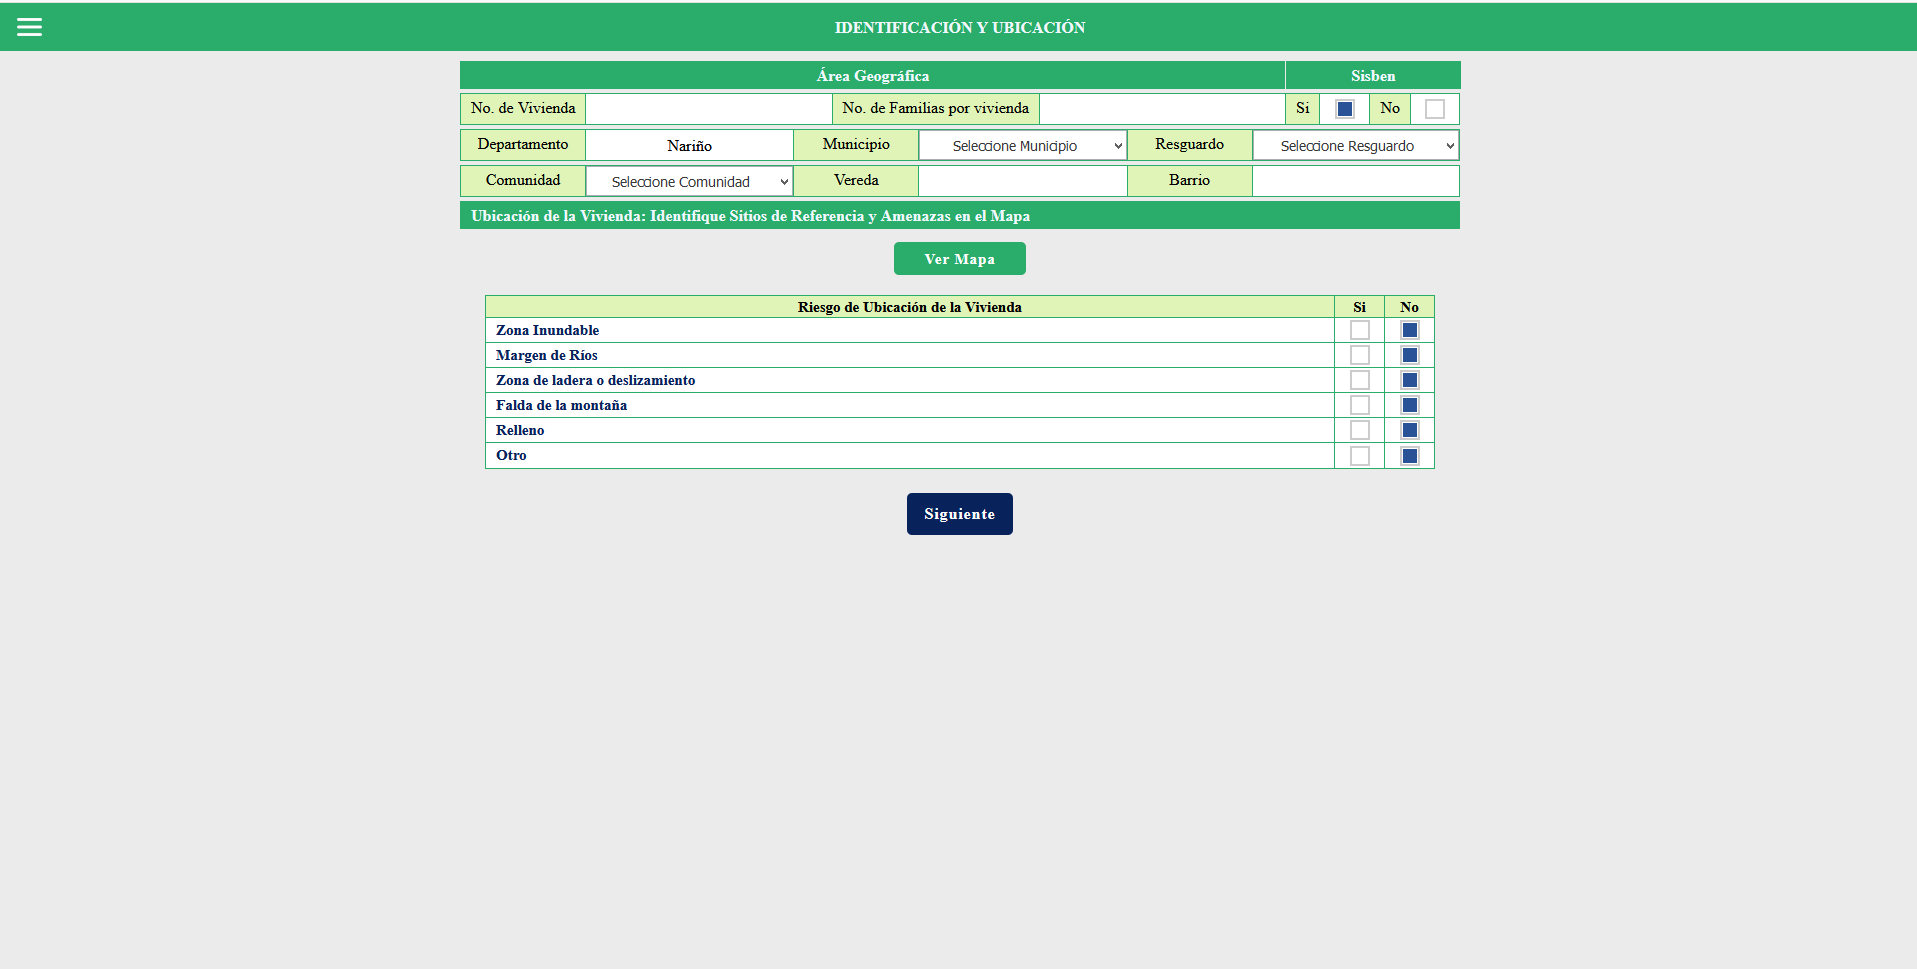 IDENTIFICACIÓN Y UBICACIÓN
Área Geográfica Sisben
No. de Vivienda No. de Familias por vivienda Si No
Departamento Nariño Municipio Seleccione Municipio Resguardo Seleccione Resguardo
Comunidad Seleccione Comunidad Vereda Barrio
Ubicación de la Vivienda: Identifique Sitios de Referencia y Amenazas en el Mapa
Ver Mapa
Riesgo de Ubicación de la Vivienda Si No
Zona Inundable
Margen de Ríos
Zona de ladera o deslizamiento
Falda de la montaña
Relleno
Otro
Siguiente